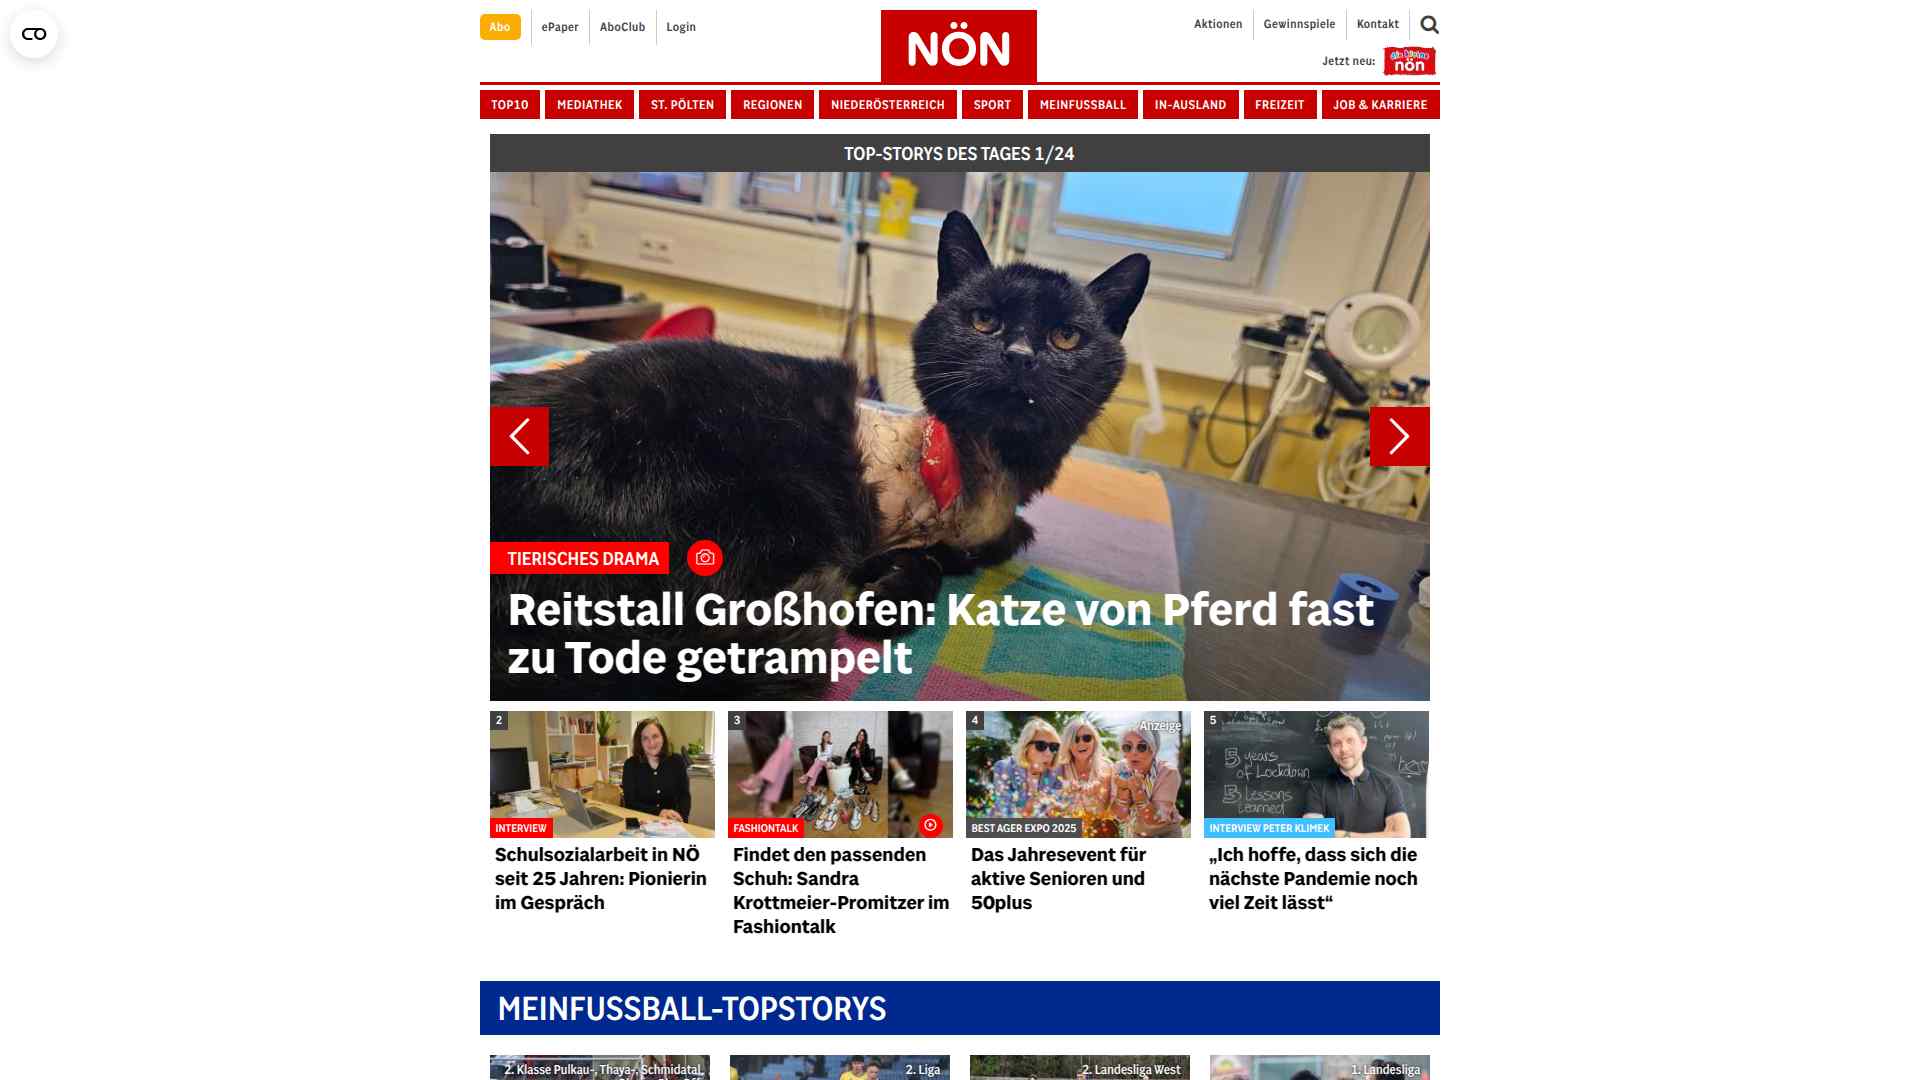 Abo
ePaper
AboClub
Login
NÖN
Aktionen
Gewinnspiele
Kontakt
Jetzt neu:
die kleine
nön
TOP10
MEDIATHEK
ST. PÖLTEN
REGIONEN
NIEDERÖSTERREICH
SPORT
MEINFUSSBALL
IN-AUSLAND
FREIZEIT
JOB & KARRIERE
TOP-STORYS DES TAGES 1/24
TIERISCHES DRAMA
Reitstall Großhofen: Katze von Pferd fast
zu Tode getrampelt
2
INTERVIEW
Schulsozialarbeit in NÖ
seit 25 Jahren: Pionierin
im Gespräch
3
FASHIONTALK
Findet den passenden
Schuh: Sandra
Krottmeier-Promitzer im
Fashiontalk
4
Anzeige
BEST AGER EXPO 2025
Das Jahresevent für
aktive Senioren und
50plus
5
5 years
of Lockdown
5 Lessons
Learned
INTERVIEW PETER KLIMEK
„Ich hoffe, dass sich die
nächste Pandemie noch
viel Zeit lässt“
MEINFUSSBALL-TOPSTORYS
2. Klasse Pulkau-, Thaya-, Schmidatal,
2. Liga
2. Landesliga West
1. Landesliga